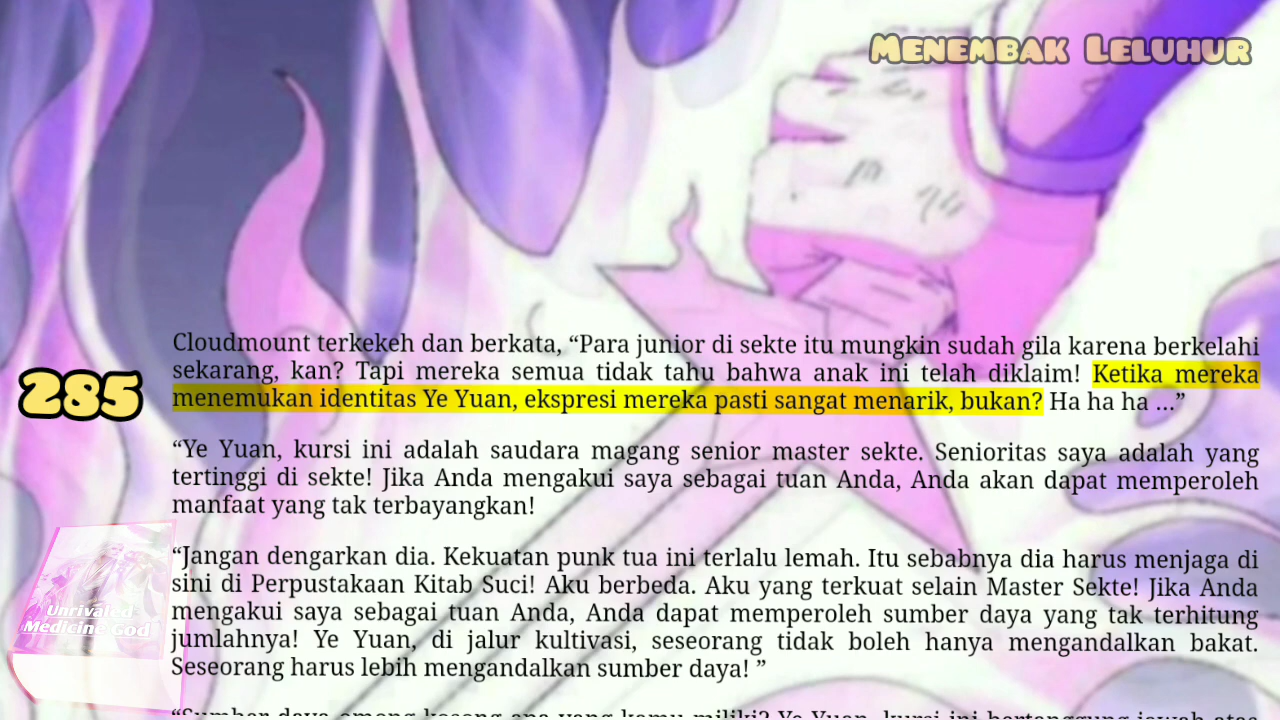 Menembak Leluhur
Cloudmount terkekeh dan berkata, “Para junior di sekte itu mungkin sudah gila karena berkelahi
sekarang, kan? Tapi mereka semua tidak tahu bahwa anak ini telah diklaim! Ketika mereka
menemukan identitas Ye Yuan, ekspresi mereka pasti sangat menarik, bukan? Ha ha ha ...”
285
“Ye Yuan, kursi ini adalah saudara magang senior master sekte. Senioritas saya adalah yang
tertinggi di sekte! Jika Anda mengakui saya sebagai tuan Anda, Anda akan dapat memperoleh
manfaat yang tak terbayangkan!
“Jangan dengarkan dia. Kekuatan punk tua ini terlalu lemah. Itu sebabnya dia harus menjaga di
sini di Perpustakaan Kitab Suci! Aku berbeda. Aku yang terkuat selain Master Sekte! Jika Anda
mengakui saya sebagai tuan Anda, Anda dapat memperoleh sumber daya yang tak terhitung
jumlahnya! Ye Yuan, di jalur kultivasi, seseorang tidak boleh hanya mengandalkan bakat.
Seseorang harus lebih mengandalkan sumber daya! ”
Unrivaled
Medicine God